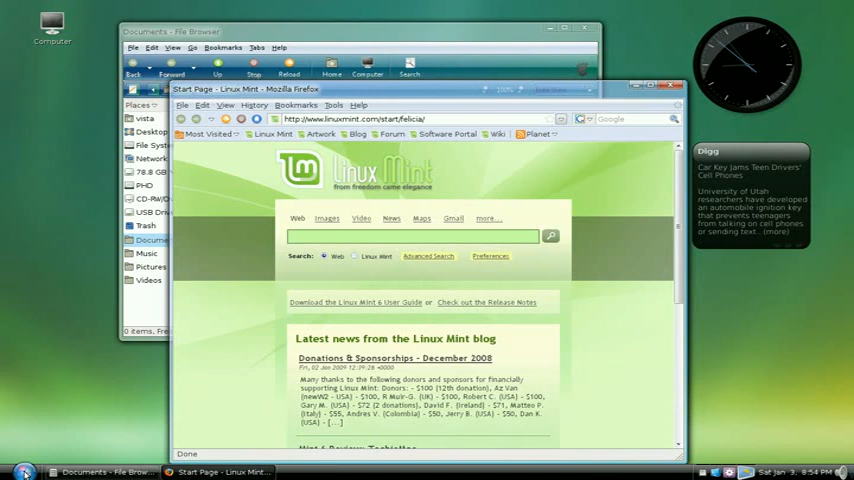 Computer
Documents - File Browser
File Edit View Go Bookmarks Tabs Help
Back Forward Up Stop Reload Home Computer Search
Places
vista
Desktop
File System
Network
78.8 G
PHD
CD-RW/D
USB Driv
Trash
Docume
Music
Pictures
Videos
0 items, Fre
Start Page - Linux Mint - Mozilla Firefox
File Edit View History Bookmarks Tools Help
http://www.linuxmint.com/start/felicia/
Google
Most Visited Linux Mint Artwork Blog Forum Software Portal Wiki Planet
Linux Mint
from freedom came elegance
Web Images Video News Maps Gmail more...
Search: Web Linux Mint Advanced Search Preferences
Download the Linux Mint 6 User Guide or Check out the Release Notes
Latest news from the Linux Mint blog
Donations & Sponsorships - December 2008
Fri, 02 Jan 2009 12:39:26 +0000
Many thanks to the following donors and sponsors for financially
supporting Linux Mint: Donors: - $100 (12th donation), Az Van
(newW2 - USA) - $100, R Muir-G. (UK) - $100, Robert C. (USA) - $100,
Gary M. (USA) - $72 (2 donations), David F. (Ireland) - $71, Matteo P.
(Italy) - $55, Andres V. (Colombia) - $50, Jerry B. (USA) - $50, Dan K.
(USA) - [...]
Done
Digg
Car Key Jams Teen Drivers'
Cell Phones
University of Utah
researchers have developed
an automobile ignition key
that prevents teenagers
from talking on cell phones
or sending text... (more)
Documents - File Brow...
Start Page - Linux Mint...
Sat Jan 3, 8:54 PM